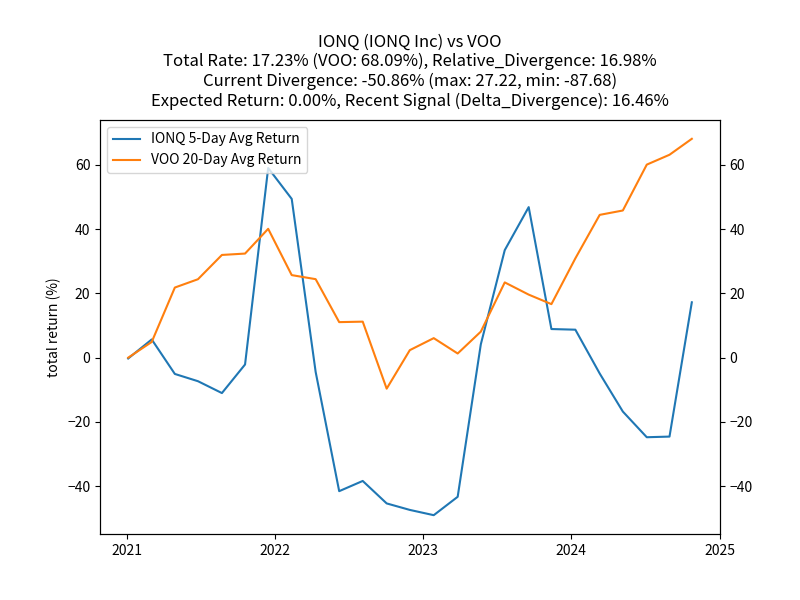 IONQ (IONQ Inc) vs VOO
Total Rate: 17.23% (VOO: 68.09%), Relative_Divergence: 16.98%
Current Divergence: -50.86% (max: 27.22, min: -87.68)
Expected Return: 0.00%, Recent Signal (Delta_Divergence): 16.46%
IONQ 5-Day Avg Return
VOO 20-Day Avg Return
total return (%)
60
40
20
0
−20
−40
60
40
20
0
−20
−40
2021
2022
2023
2024
2025